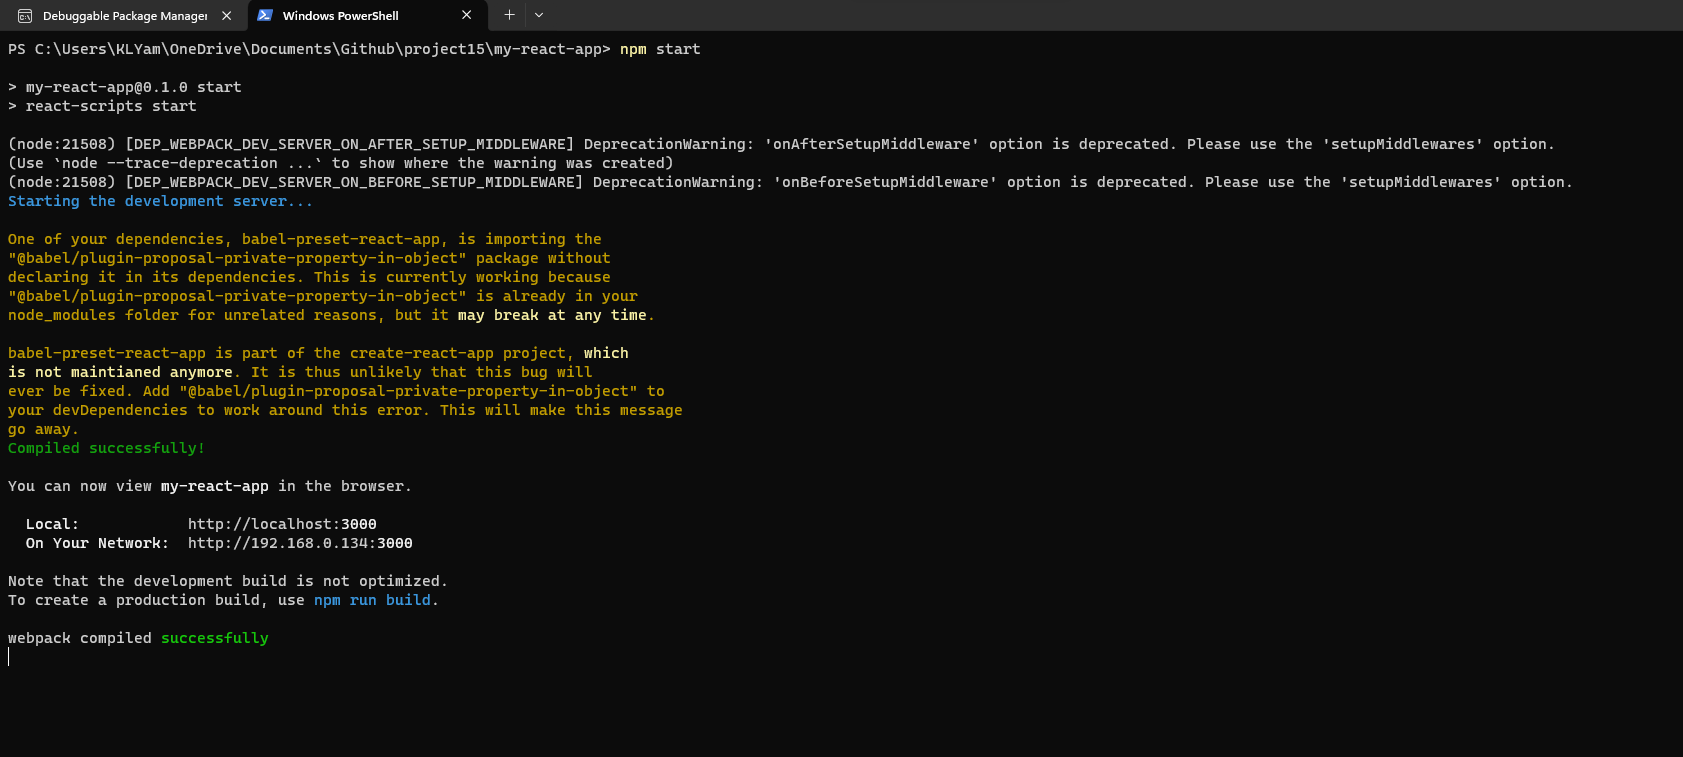 Debuggable Package Manager
Windows PowerShell
PS C:\Users\KLYam\OneDrive\Documents\Github\project15\my-react-app> npm start
> my-react-app@0.1.0 start
> react-scripts start
(node:21508) [DEP_WEBPACK_DEV_SERVER_ON_AFTER_SETUP_MIDDLEWARE] DeprecationWarning: 'onAfterSetupMiddleware' option is deprecated. Please use the 'setupMiddlewares' option.
(Use `node --trace-deprecation ...` to show where the warning was created)
(node:21508) [DEP_WEBPACK_DEV_SERVER_ON_BEFORE_SETUP_MIDDLEWARE] DeprecationWarning: 'onBeforeSetupMiddleware' option is deprecated. Please use the 'setupMiddlewares' option.
Starting the development server...
One of your dependencies, babel-preset-react-app, is importing the
"@babel/plugin-proposal-private-property-in-object" package without
declaring it in its dependencies. This is currently working because
"@babel/plugin-proposal-private-property-in-object" is already in your
node_modules folder for unrelated reasons, but it may break at any time.
babel-preset-react-app is part of the create-react-app project, which
is not maintianed anymore. It is thus unlikely that this bug will
ever be fixed. Add "@babel/plugin-proposal-private-property-in-object" to
your devDependencies to work around this error. This will make this message
go away.
Compiled successfully!
You can now view my-react-app in the browser.
Local: http://localhost:3000
On Your Network: http://192.168.0.134:3000
Note that the development build is not optimized.
To create a production build, use npm run build.
webpack compiled successfully